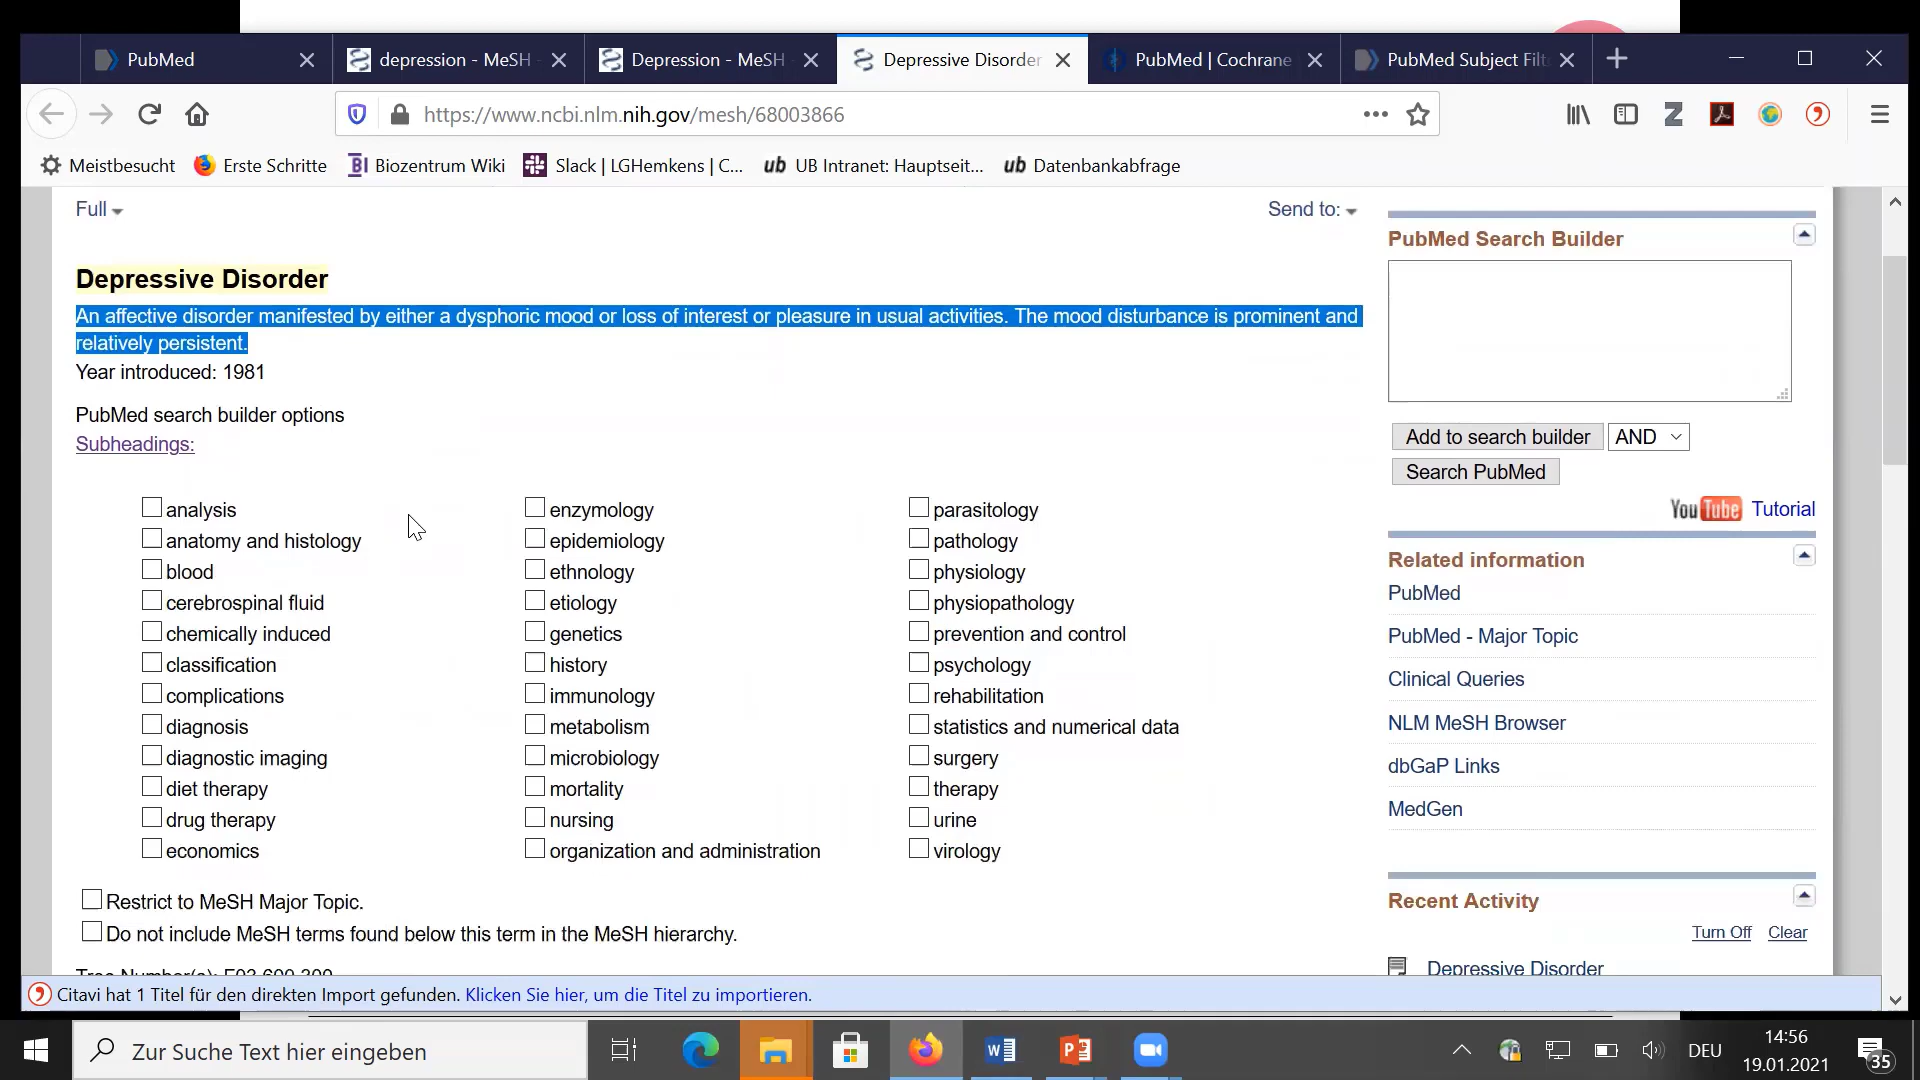 PubMed
depression - MeSH -
Depression - MeSH
Depressive Disorder
PubMed | Cochrane
PubMed Subject Filt
https://www.ncbi.nlm.nih.gov/mesh/68003866
Meistbesucht
Erste Schritte
BI Biozentrum Wiki
Slack | LGHemkens | C...
ub UB Intranet: Hauptseit...
ub Datenbankabfrage
Full
Send to:
Depressive Disorder
An affective disorder manifested by either a dysphoric mood or loss of interest or pleasure in usual activities. The mood disturbance is prominent and
relatively persistent.
Year introduced: 1981
PubMed search builder options
Subheadings:
analysis
anatomy and histology
blood
cerebrospinal fluid
chemically induced
classification
complications
diagnosis
diagnostic imaging
diet therapy
drug therapy
economics
enzymology
epidemiology
ethnology
etiology
genetics
history
immunology
metabolism
microbiology
mortality
nursing
organization and administration
parasitology
pathology
physiology
physiopathology
prevention and control
psychology
rehabilitation
statistics and numerical data
surgery
therapy
urine
virology
Restrict to MeSH Major Topic.
Do not include MeSH terms found below this term in the MeSH hierarchy.
Tree Number(s): F03.600.300
PubMed Search Builder
Add to search builder
AND
Search PubMed
YouTube Tutorial
Related information
PubMed
PubMed - Major Topic
Clinical Queries
NLM MeSH Browser
dbGaP Links
MedGen
Recent Activity
Turn Off Clear
Depressive Disorder
Citavi hat 1 Titel für den direkten Import gefunden. Klicken Sie hier, um die Titel zu importieren.
Zur Suche Text hier eingeben
DEU
14:56
19.01.2021
35